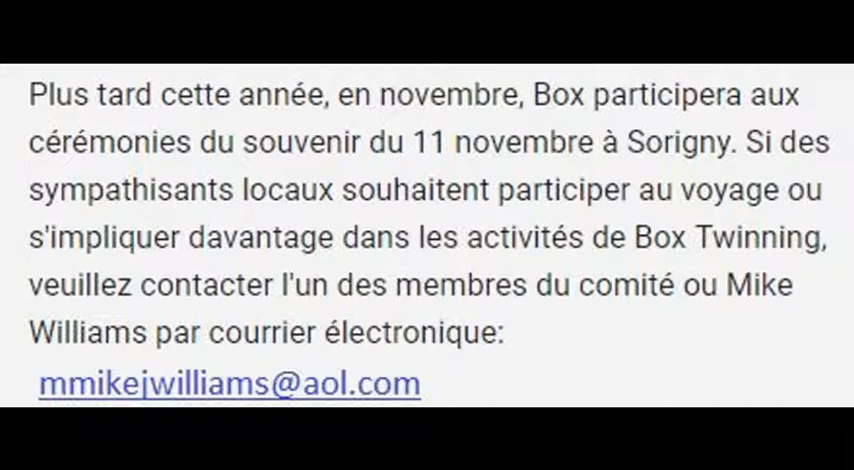 Plus tard cette année, en novembre, Box participera aux
cérémonies du souvenir du 11 novembre à Sorigny. Si des
sympathisants locaux souhaitent participer au voyage ou
s'impliquer davantage dans les activités de Box Twinning,
veuillez contacter l'un des membres du comité ou Mike
Williams par courrier électronique:
mmikejwilliams@aol.com